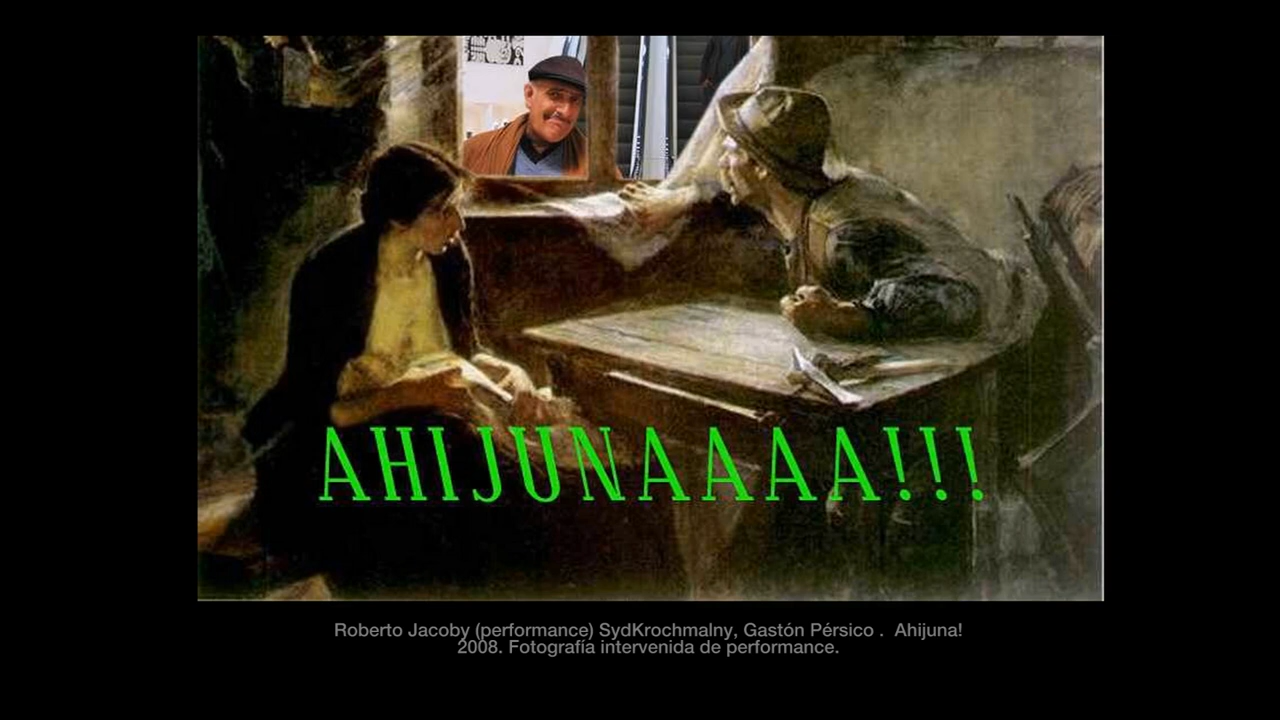 AHIJUNAAAA!!!
Roberto Jacoby (performance) SydKrochmalny, Gastón Pérsico .  Ahijuna!
2008. Fotografía intervenida de performance.